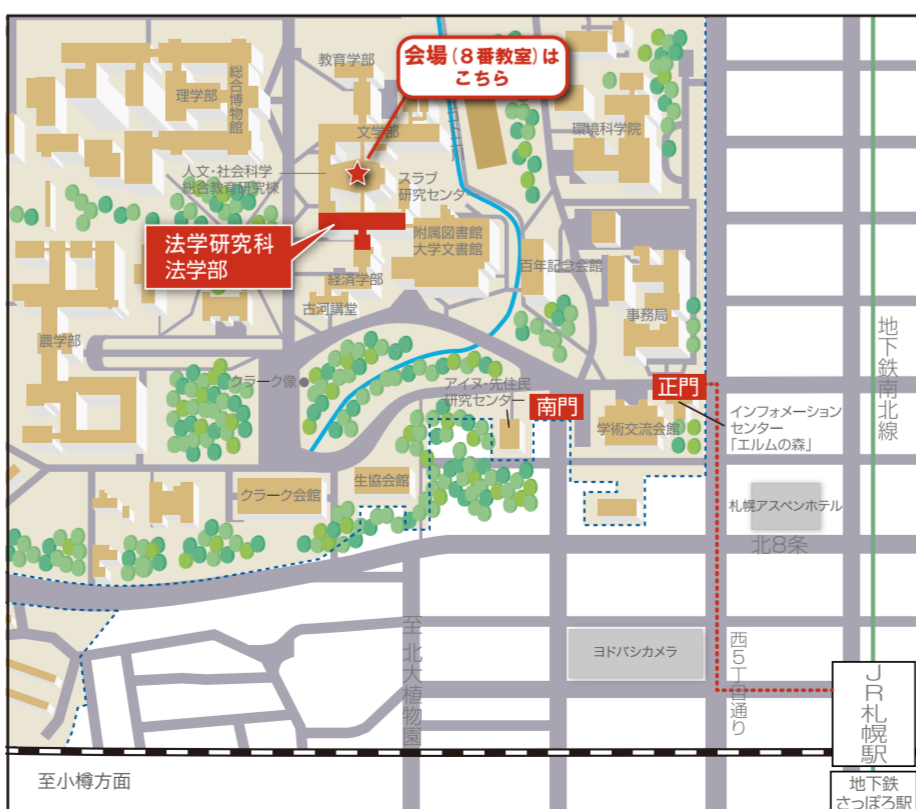 会場(8番教室)は
こちら
教育学部
総合博物館
理学部
文学部
環境科学院
人文・社会科学
総合教育研究棟
スラブ
研究センター
法学研究科
法学部
附属図書館
大学文書館
百年記念会館
経済学部
古河講堂
事務局
農学部
地下鉄南北線
クラーク像
アイヌ・先住民
研究センター
南門
正門
学術交流会館
インフォメーション
センター
「エルムの森」
クラーク会館
生協会館
札幌アスペンホテル
北8条
至 北大植物園
ヨドバシカメラ
西5丁目通り
JR札幌駅
至小樽方面
地下鉄
さっぽろ駅